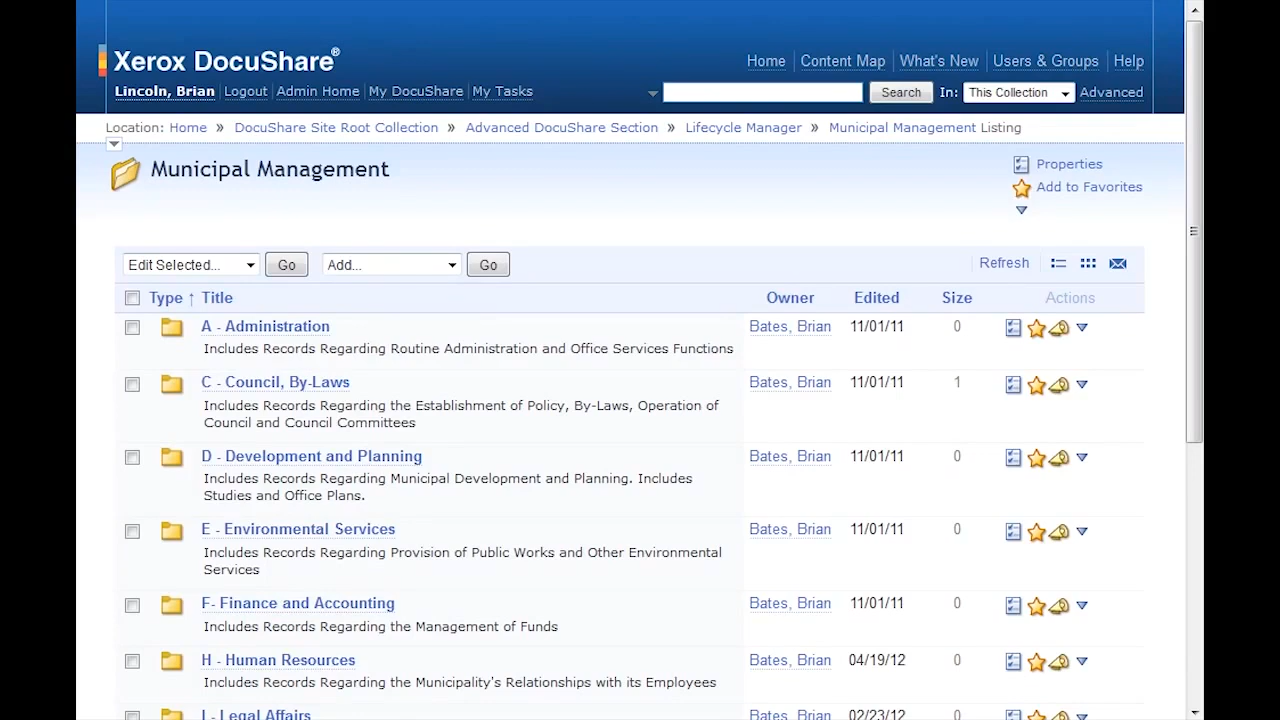 Xerox DocuShare®
Home Content Map What's New Users & Groups Help
Lincoln, Brian Logout Admin Home My DocuShare My Tasks Search In: This Collection Advanced
Location: Home » DocuShare Site Root Collection » Advanced DocuShare Section » Lifecycle Manager » Municipal Management Listing
Municipal Management
Properties
Add to Favorites
Edit Selected... Go Add... Go Refresh
Type ↑ Title Owner Edited Size Actions
A - Administration Bates, Brian 11/01/11 0
Includes Records Regarding Routine Administration and Office Services Functions
C - Council, By-Laws Bates, Brian 11/01/11 1
Includes Records Regarding the Establishment of Policy, By-Laws, Operation of
Council and Council Committees
D - Development and Planning Bates, Brian 11/01/11 0
Includes Records Regarding Municipal Development and Planning. Includes
Studies and Office Plans.
E - Environmental Services Bates, Brian 11/01/11 0
Includes Records Regarding Provision of Public Works and Other Environmental
Services
F- Finance and Accounting Bates, Brian 11/01/11 0
Includes Records Regarding the Management of Funds
H - Human Resources Bates, Brian 04/19/12 0
Includes Records Regarding the Municipality's Relationships with its Employees
L - Legal Affairs Bates, Brian 02/23/12 0